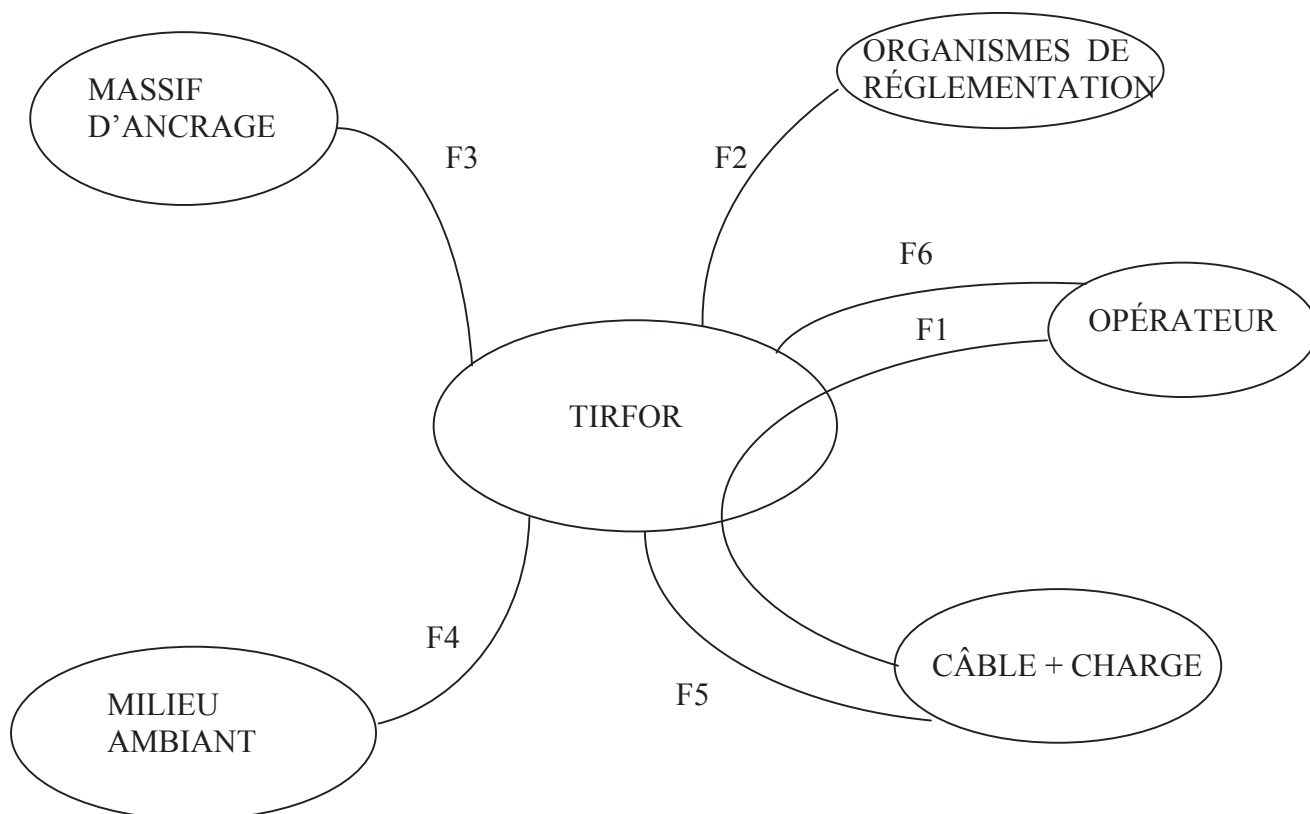 ORGANISMES DE
RÉGLEMENTATION
MASSIF
D’ANCRAGE
F3
F2
F6
F1
OPÉRATEUR
TIRFOR
F4
F5
CÂBLE + CHARGE
MILIEU
AMBIANT